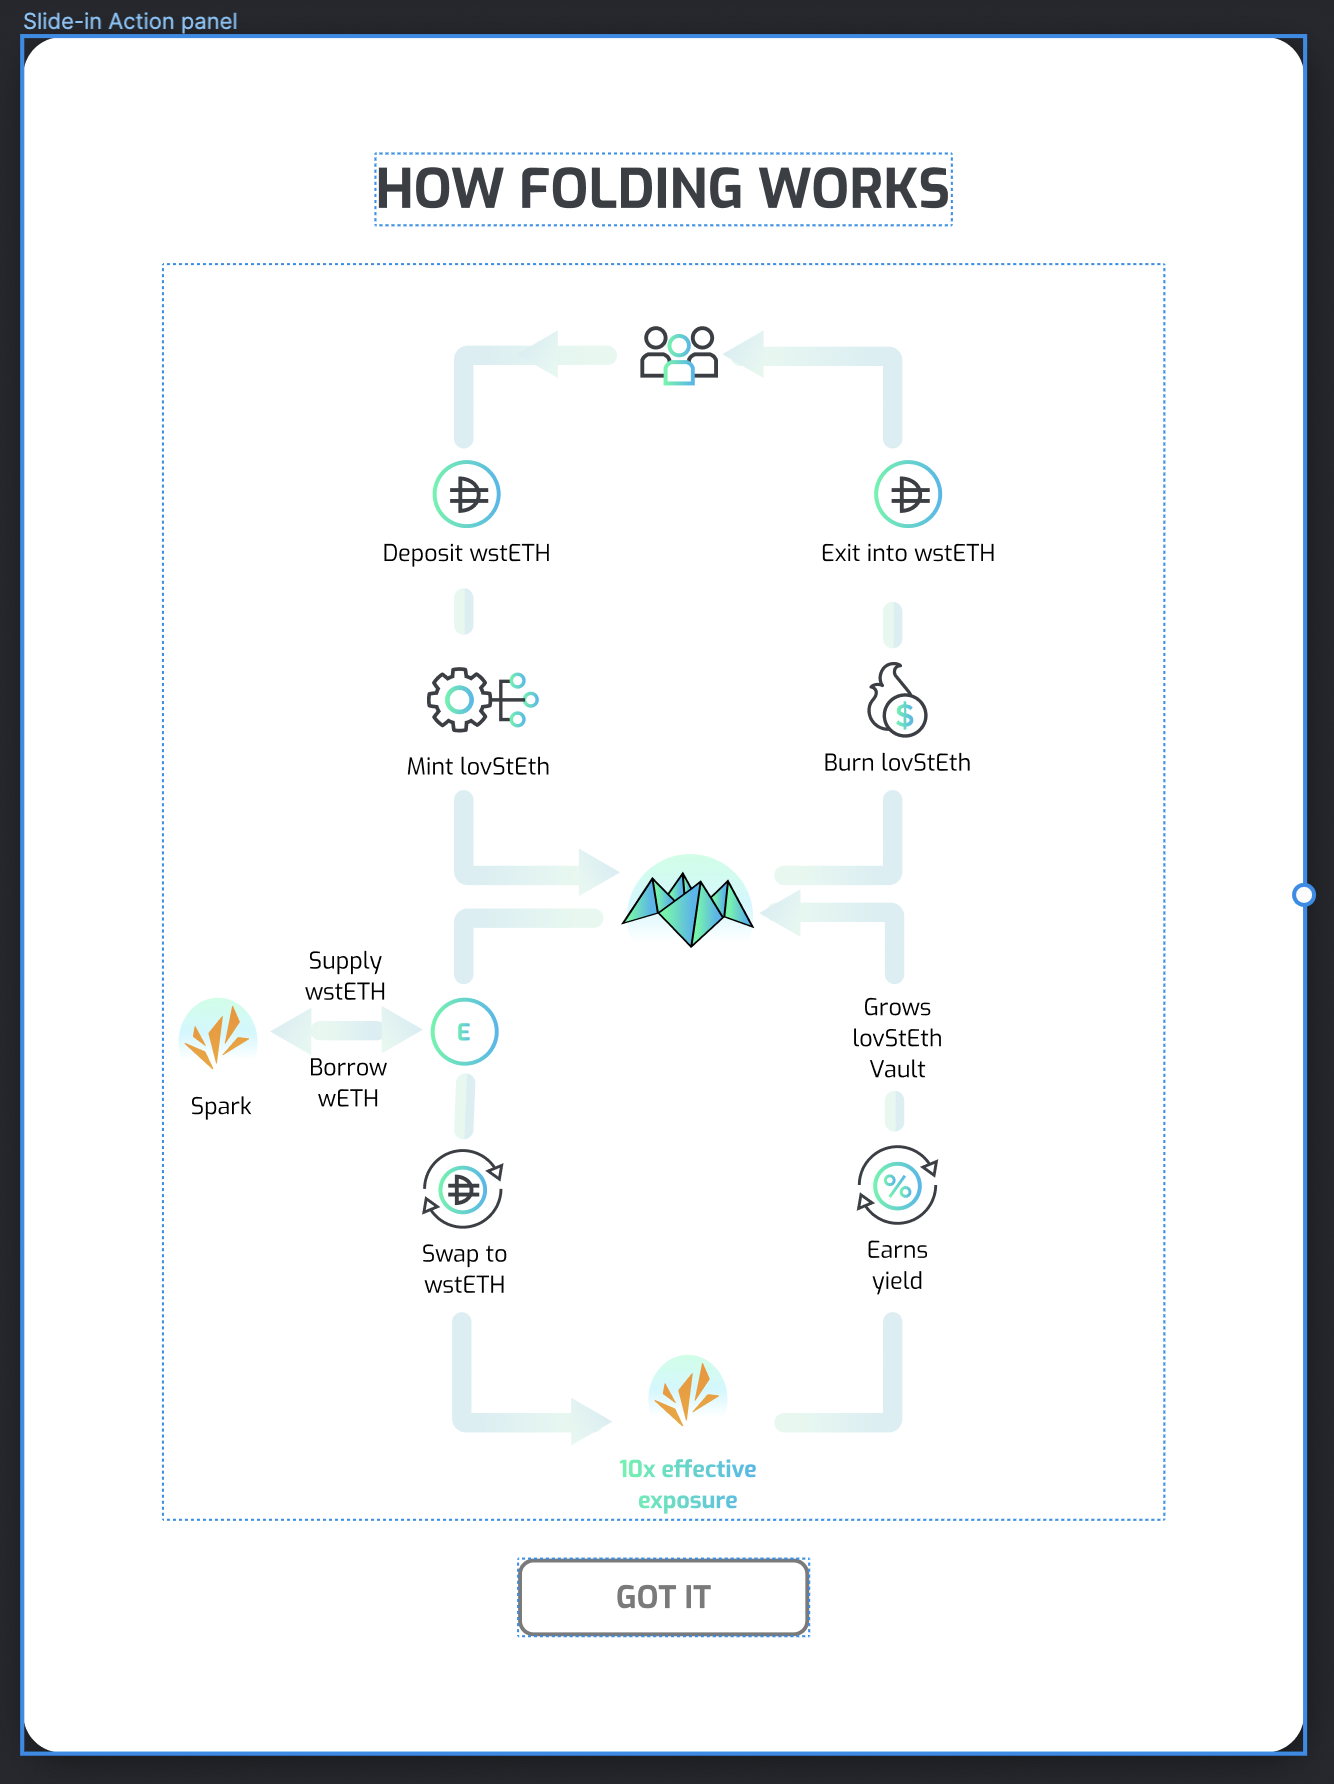 Slide-in Action panel
HOW FOLDING WORKS
Deposit wstETH
Exit into wstETH
Mint lovStEth
$
Burn lovStEth
Supply
wstETH
Borrow
wETH
Spark
E
Grows
lovStEth
Vault
Swap to
wstETH
%
Earns
yield
10x effective
exposure
GOT IT